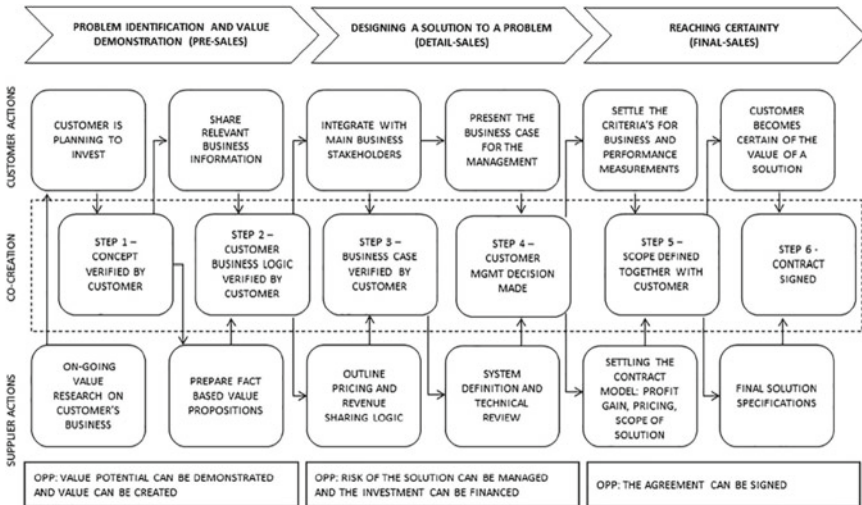 PROBLEM IDENTIFICATION AND VALUE
DEMONSTRATION (PRE-SALES)
DESIGNING A SOLUTION TO A PROBLEM
(DETAIL-SALES)
REACHING CERTAINTY
(FINAL-SALES)
CUSTOMER ACTIONS
CUSTOMER IS
PLANNING TO
INVEST
SHARE
RELEVANT
BUSINESS
INFORMATION
INTEGRATE WITH
MAIN BUSINESS
STAKEHOLDERS
PRESENT THE
BUSINESS CASE
FOR THE
MANAGEMENT
SETTLE THE
CRITERIA'S FOR
BUSINESS AND
PERFORMANCE
MEASUREMENTS
CUSTOMER
BECOMES
CERTAIN OF THE
VALUE OF A
SOLUTION
CO-CREATION
STEP 1 –
CONCEPT
VERIFIED BY
CUSTOMER
STEP 2 –
CUSTOMER
BUSINESS LOGIC
VERIFIED BY
CUSTOMER
STEP 3 –
BUSINESS CASE
VERIFIED BY
CUSTOMER
STEP 4 –
CUSTOMER
MGMT DECISION
MADE
STEP 5 –
SCOPE DEFINED
TOGETHER WITH
CUSTOMER
STEP 6 -
CONTRACT
SIGNED
SUPPLIER ACTIONS
ON-GOING
VALUE
RESEARCH ON
CUSTOMER'S
BUSINESS
PREPARE FACT
BASED VALUE
PROPOSITIONS
OUTLINE
PRICING AND
REVENUE
SHARING LOGIC
SYSTEM
DEFINITION AND
TECHNICAL
REVIEW
SETTLING THE
CONTRACT
MODEL: PROFIT
GAIN, PRICING,
SCOPE OF
SOLUTION
FINAL SOLUTION
SPECIFICATIONS
OPP: VALUE POTENTIAL CAN BE DEMONSTRATED
AND VALUE CAN BE CREATED
OPP: RISK OF THE SOLUTION CAN BE MANAGED
AND THE INVESTMENT CAN BE FINANCED
OPP: THE AGREEMENT CAN BE SIGNED